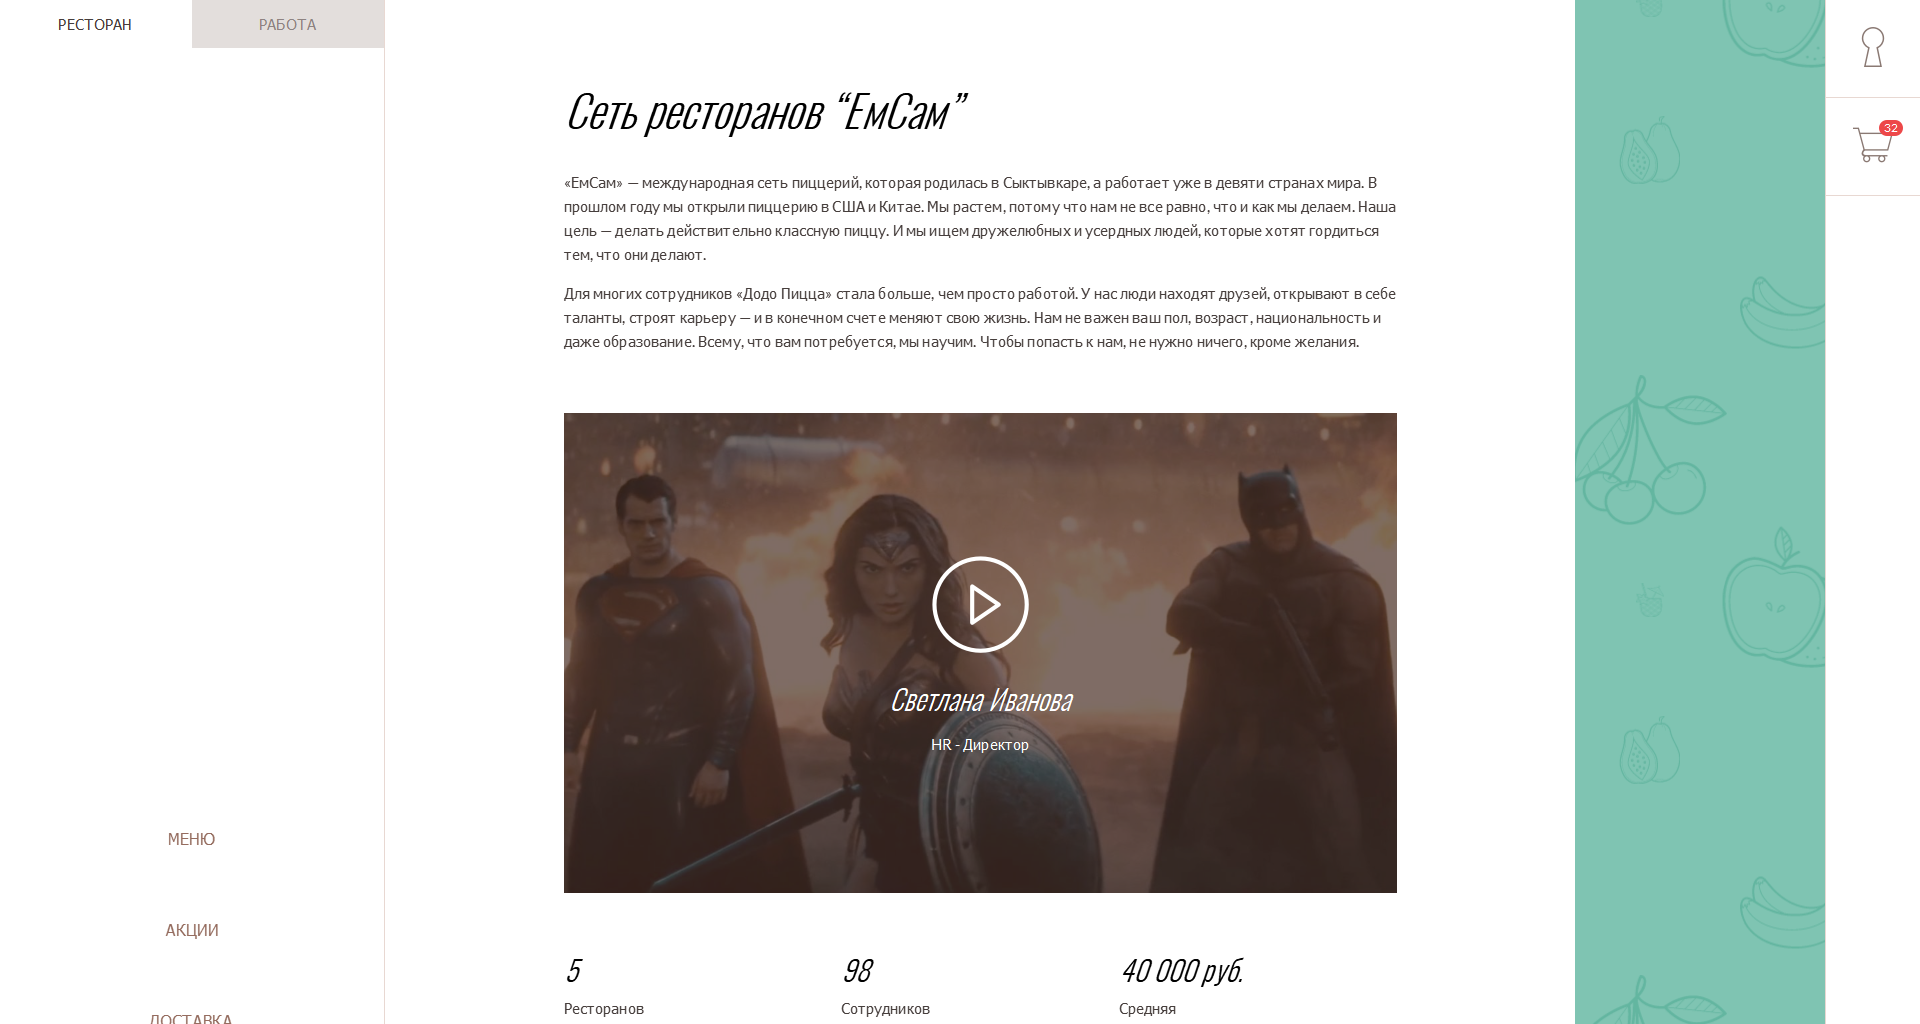 РЕСТОРАН
РАБОТА
32
Сеть ресторанов “ЕмСам”
«ЕмСам» — международная сеть пиццерий, которая родилась в Сыктывкаре, а работает уже в девяти странах мира. В
прошлом году мы открыли пиццерию в США и Китае. Мы растем, потому что нам не все равно, что и как мы делаем. Наша
цель — делать действительно классную пиццу. И мы ищем дружелюбных и усердных людей, которые хотят гордиться
тем, что они делают.
Для многих сотрудников «Додо Пицца» стала больше, чем просто работой. У нас люди находят друзей, открывают в себе
таланты, строят карьеру — и в конечном счете меняют свою жизнь. Нам не важен ваш пол, возраст, национальность и
даже образование. Всему, что вам потребуется, мы научим. Чтобы попасть к нам, не нужно ничего, кроме желания.
Светлана Иванова
HR - Директор
МЕНЮ
АКЦИИ
ДОСТАВКА
5
Ресторанов
98
Сотрудников
40 000 руб.
Средняя